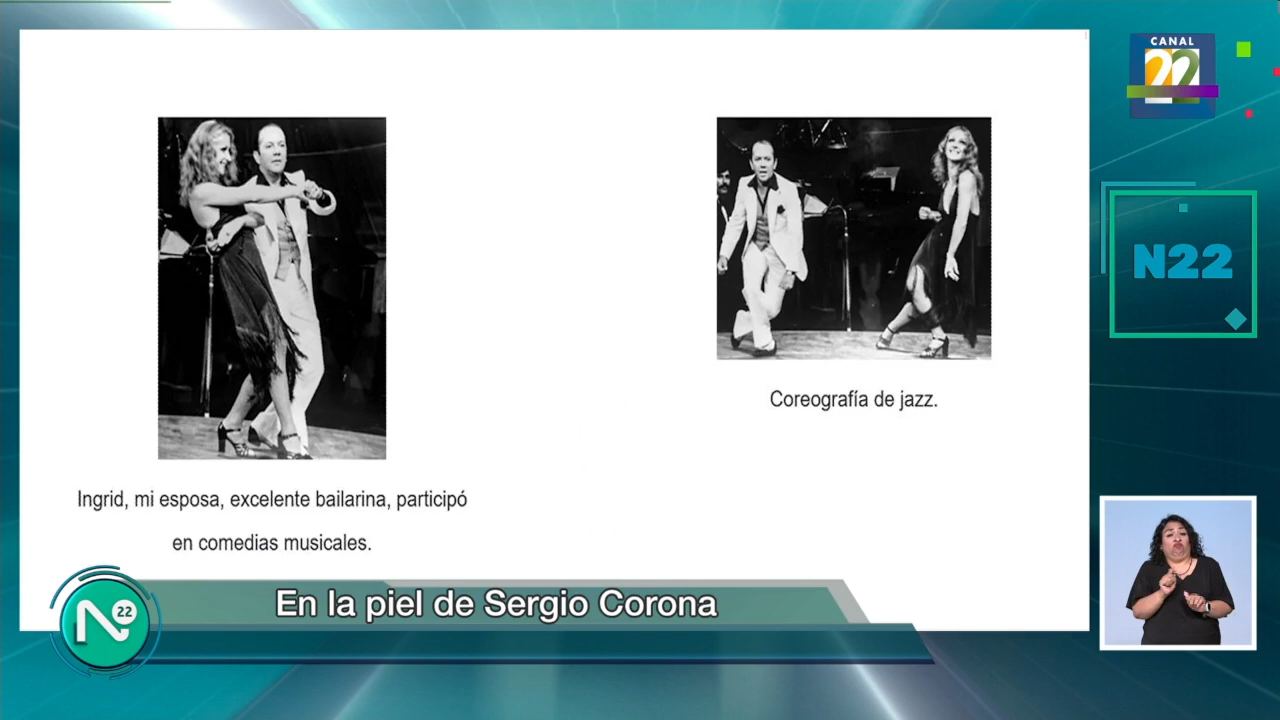 CANAL
22
N22
Coreografía de jazz.
Ingrid, mi esposa, excelente bailarina, participó
en comedias musicales.
En la piel de Sergio Corona
N22